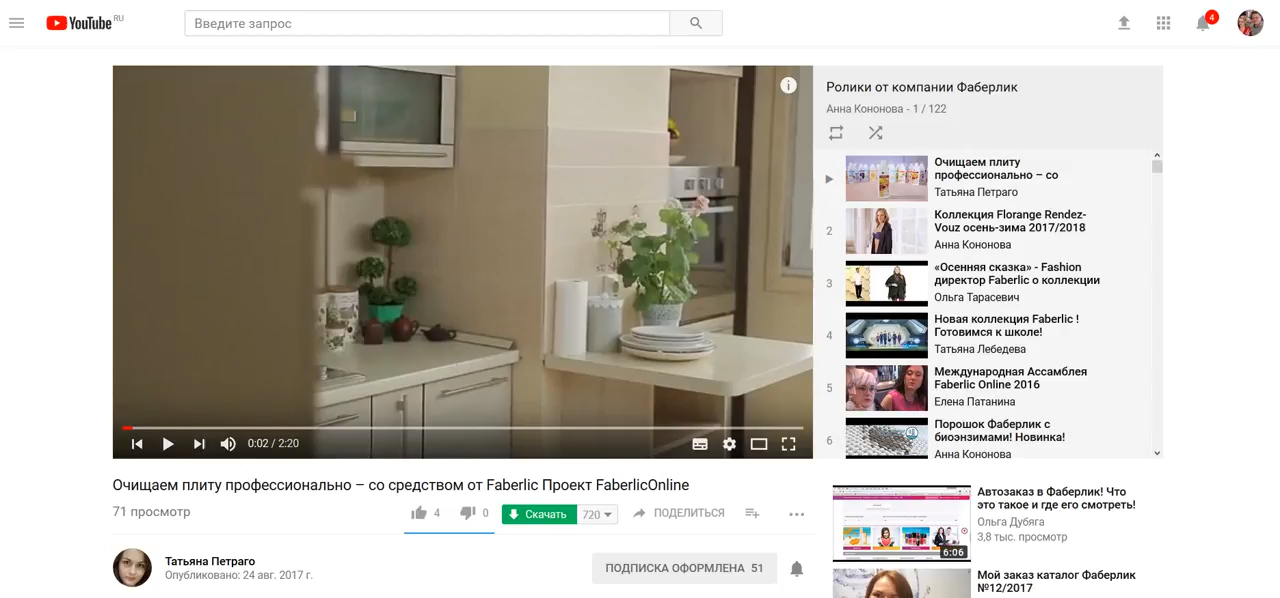 YouTube RU
Введите запрос
4
Ролики от компании Фаберлик
Анна Кононова - 1 / 122
Очищаем плиту
профессионально – со
Татьяна Петраго
2
Коллекция Florange Rendez-
Vouz осень-зима 2017/2018
Анна Кононова
3
«Осенняя сказка» - Fashion
директор Faberlic о коллекции
Ольга Тарасевич
4
Новая коллекция Faberlic !
Готовимся к школе!
Татьяна Лебедева
5
Международная Ассамблея
Faberlic Online 2016
Елена Патанина
6
Порошок Фаберлик с
биоэнзимами! Новинка!
Анна Кононова
0:02 / 2:20
Очищаем плиту профессионально – со средством от Faberlic Проект FaberlicOnline
71 просмотр
4
0
Скачать
720
ПОДЕЛИТЬСЯ
Татьяна Петраго
Опубликовано: 24 авг. 2017 г.
ПОДПИСКА ОФОРМЛЕНА 51
Автозаказ в Фаберлик! Что
это такое и где его смотреть!
Ольга Дубяга
3,8 тыс. просмотр
6:06
Мой заказ каталог Фаберлик
№12/2017